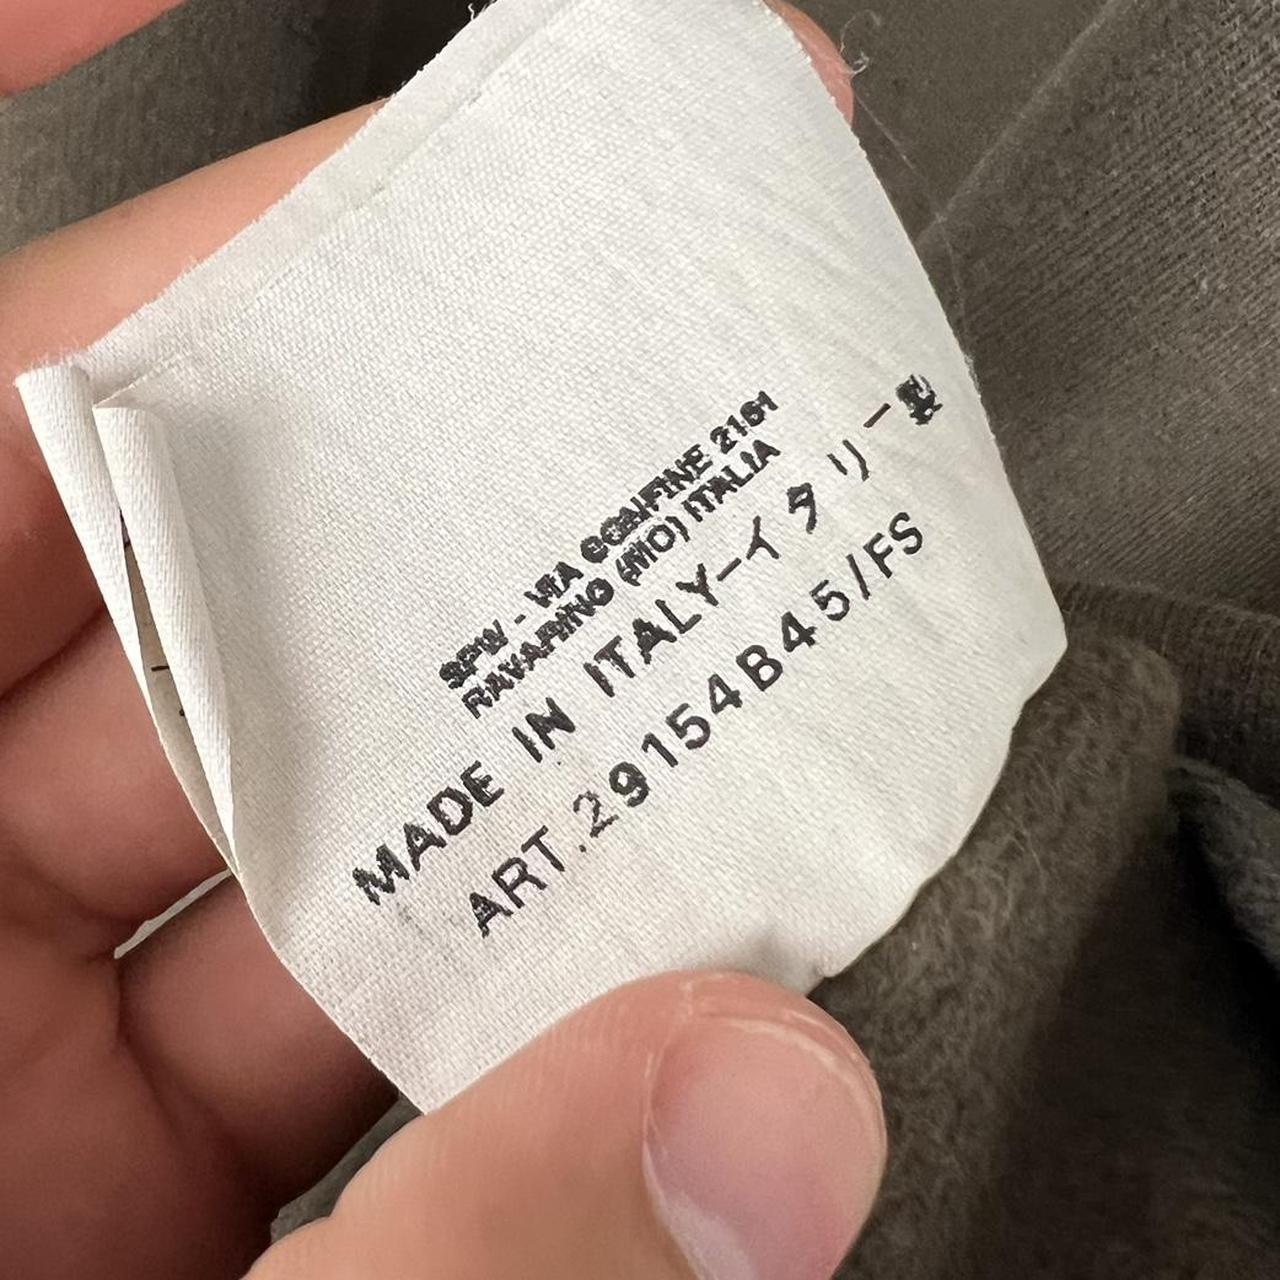 SPW - VIA CONFINE 2161
RAVARINO (MO) ITALIA
MADE IN ITALY-イタリー製
ART.29154B45/FS